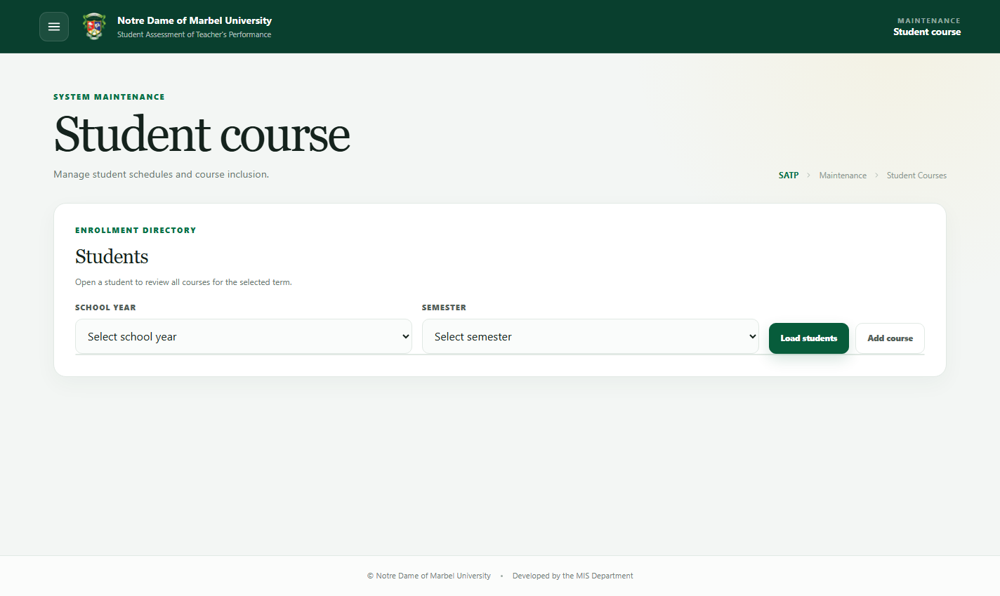 Notre Dame of Marbel University
Student Assessment of Teacher's Performance
MAINTENANCE
Student course
SYSTEM MAINTENANCE
Student course
Manage student schedules and course inclusion.
SATP > Maintenance > Student Courses
ENROLLMENT DIRECTORY
Students
Open a student to review all courses for the selected term.
SCHOOL YEAR
SEMESTER
Select school year
Select semester
Load students
Add course
© Notre Dame of Marbel University • Developed by the MIS Department